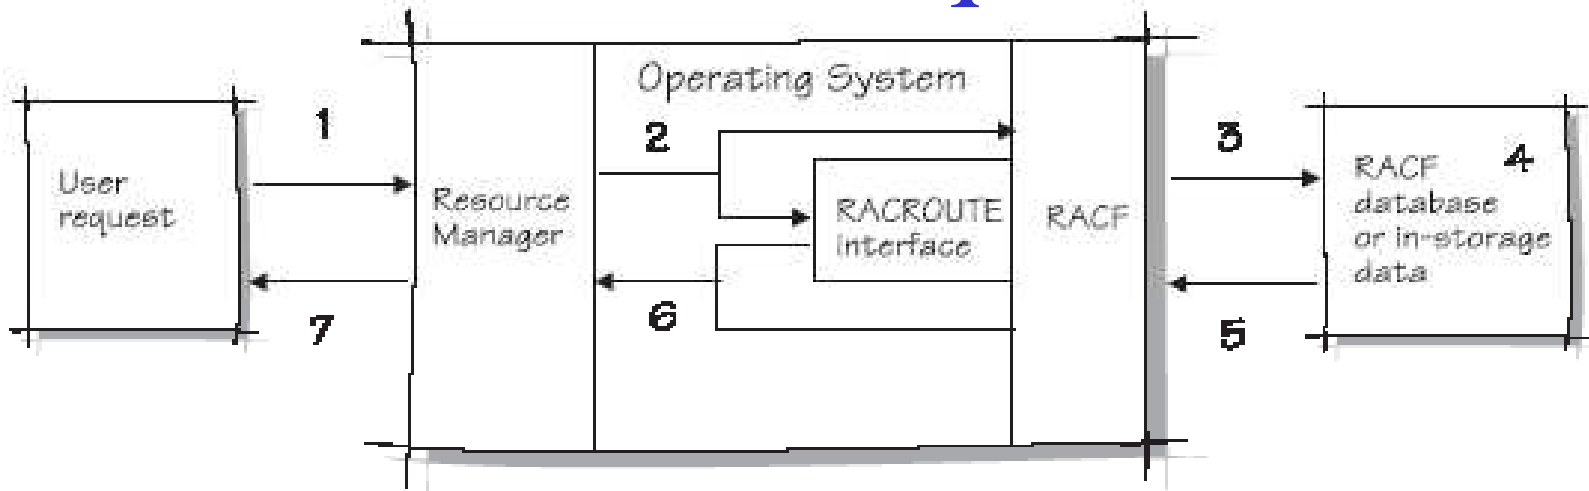 Operating System
1
2
3
4
User
request
Resource
Manager
RACROUTE
interface
RACF
RACF
database
or in-storage
data
7
6
5